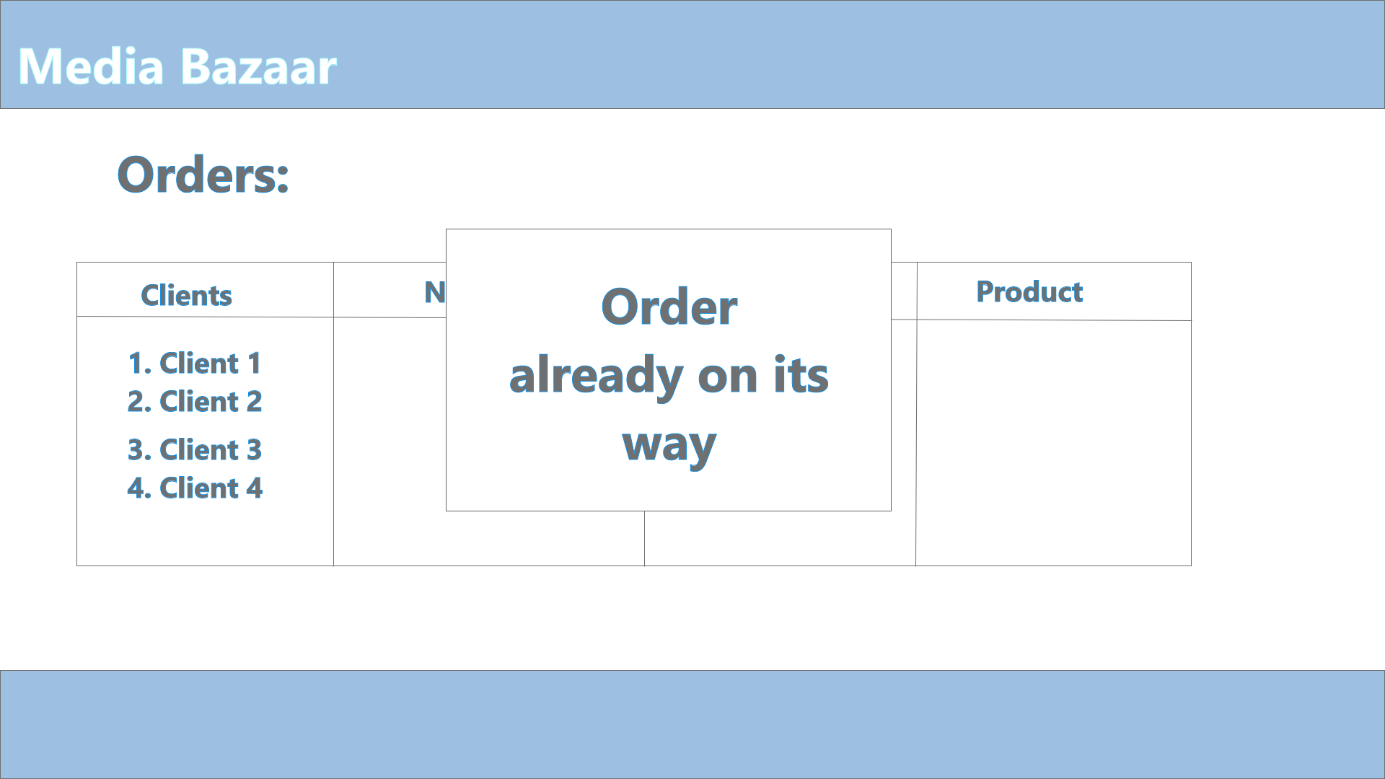 Media Bazaar
Orders:
Clients
N
Product
Order
already on its
way
1. Client 1
2. Client 2
3. Client 3
4. Client 4